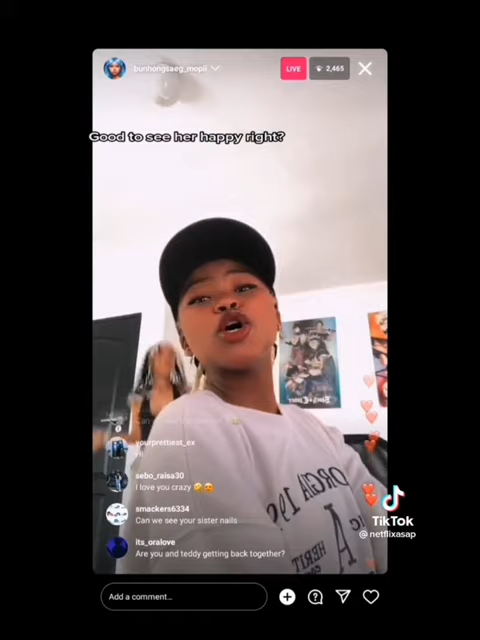 bunhongsaeg_mopii
LIVE
2,465
Good to see her happy right?
yourprettiest_ex
Hi
sebo_raisa30
I love you crazy 🤣😍
smackers6334
Can we see your sister nails
its_oralove
Are you and teddy getting back together?
TikTok
@netflixasap
Add a comment...